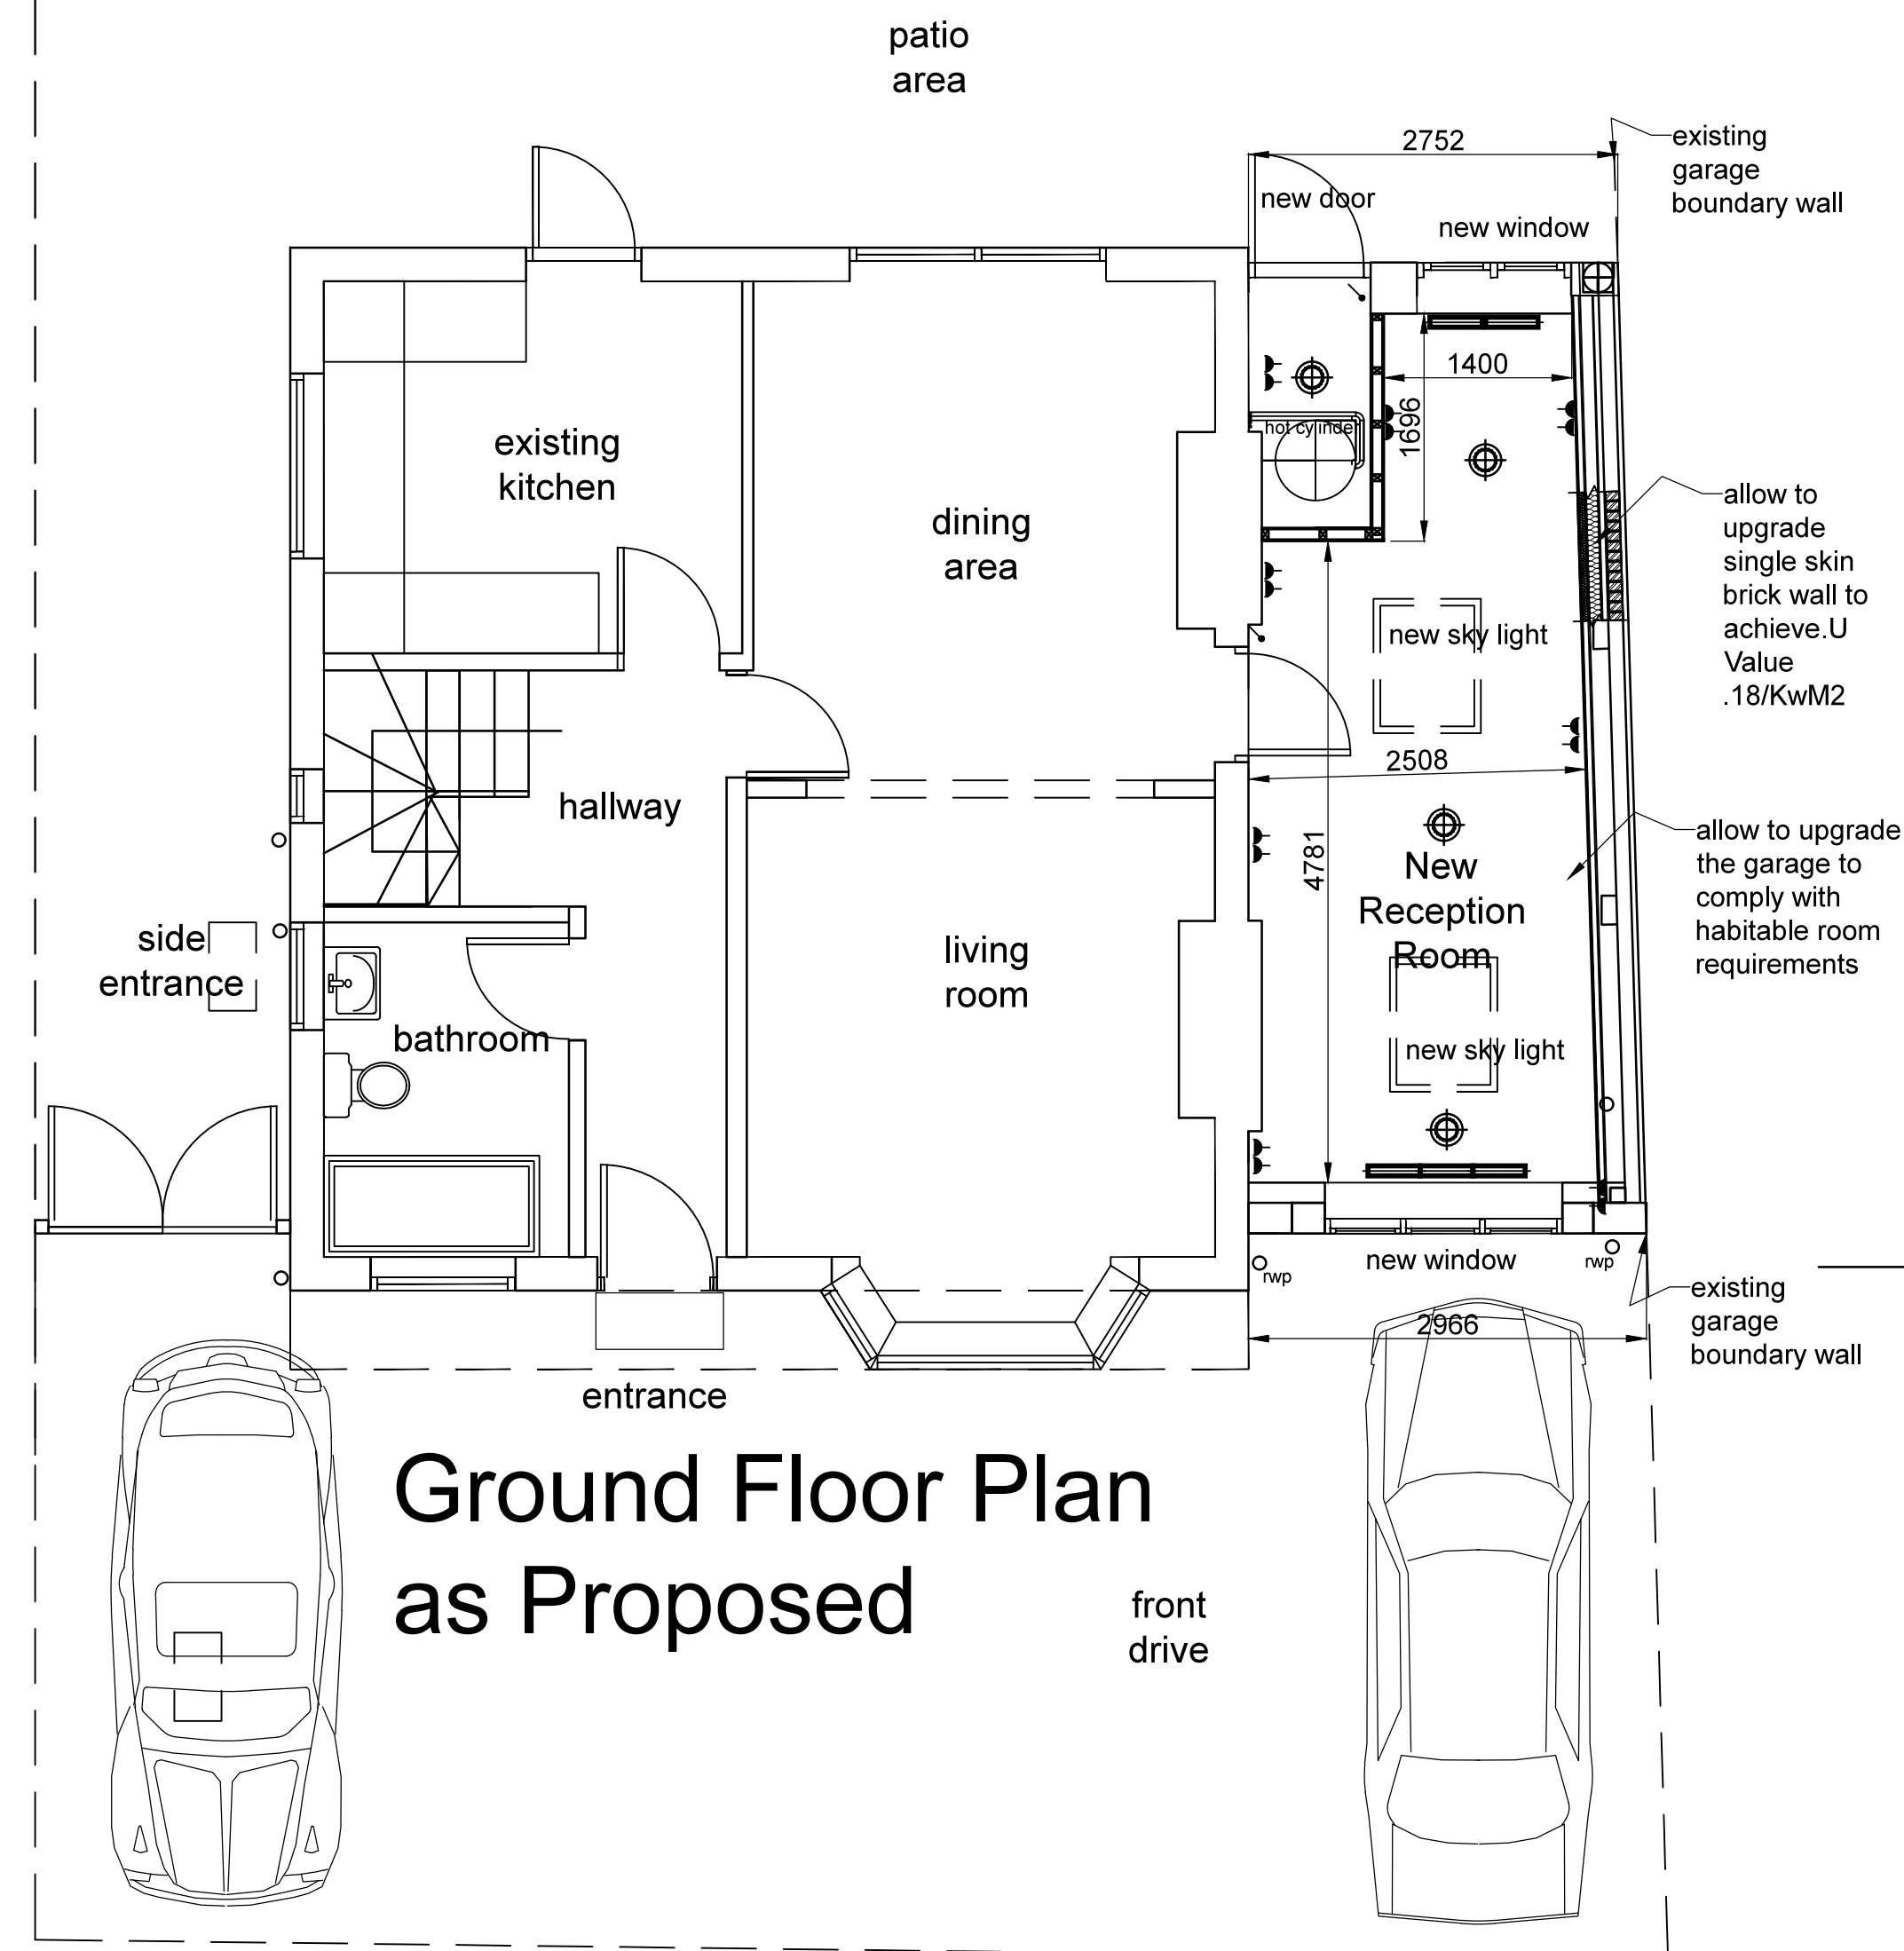 patio
area
2752
existing
garage
boundary wall
new door
new window
1400
1696
existing
kitchen
hot cylinde
dining
area
allow to
upgrade
single skin
brick wall to
achieve.U
Value
.18/KwM2
new sky light
2508
hallway
4781
New
Reception
Room
allow to upgrade
the garage to
comply with
habitable room
requirements
side
entrance
living
room
bathroom
new sky light
new window
rwp
rwp
existing
garage
boundary wall
2966
entrance
Ground Floor Plan
as Proposed
front
drive